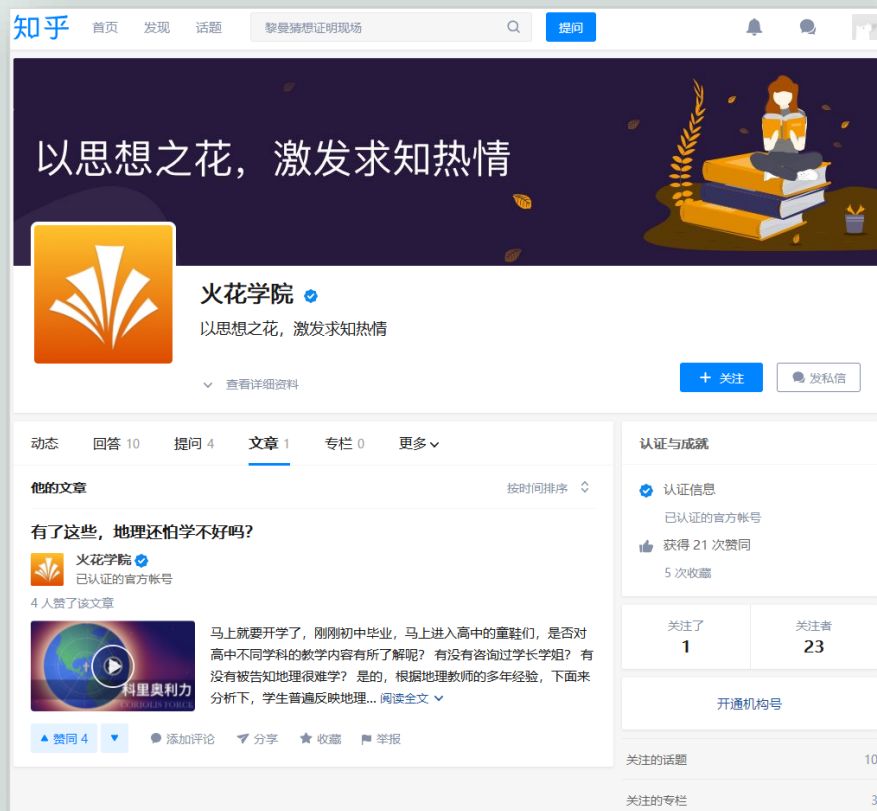 知乎 首页 发现 话题 黎曼猜想证明现场 提问
以思想之花，激发求知热情
火花学院
以思想之花，激发求知热情
查看详细资料
+ 关注 发私信
动态 回答 10 提问 4 文章 1 专栏 0 更多
他的文章 按时间排序
有了这些，地理还怕学不好吗？
火花学院
已认证的官方帐号
4 人赞了该文章
科里奥利力
CORIOLIS FORCE
马上就要开学了，刚刚初中毕业，马上进入高中的童鞋们，是否对
高中不同学科的教学内容有所了解呢？ 有没有咨询过学长学姐？ 有
没有被告知地理很难学？ 是的，根据地理教师的多年经验，下面来
分析下，学生普遍反映地理... 阅读全文
赞同 4 添加评论 分享 收藏 举报
认证与成就
认证信息
已认证的官方帐号
获得 21 次赞同
5 次收藏
关注了 关注者
1 23
开通机构号
关注的话题 10
关注的专栏 3